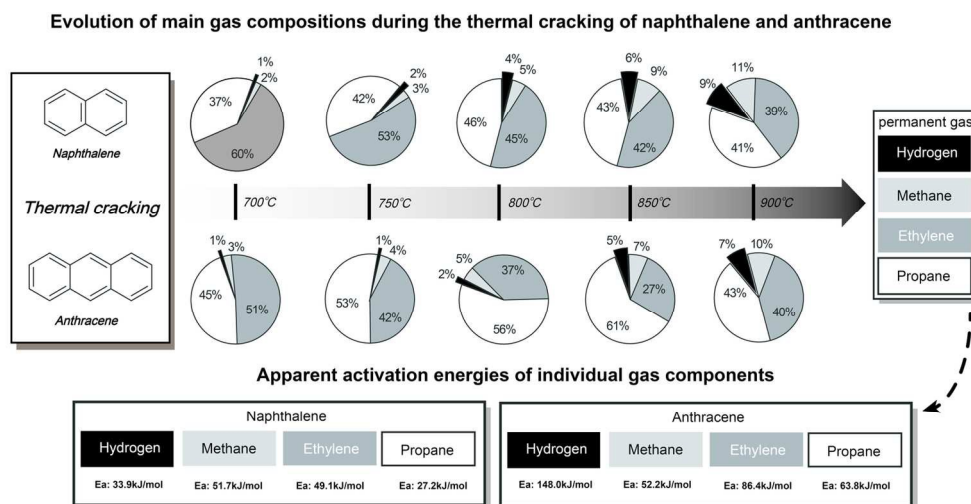 Evolution of main gas compositions during the thermal cracking of naphthalene and anthracene
Naphthalene
Thermal cracking
Anthracene
1%
2%
37%
60%
2%
3%
42%
53%
4%
5%
46%
45%
6%
9%
43%
42%
9%
11%
39%
41%
700°C
750°C
800°C
850°C
900°C
1%
3%
45%
51%
1%
4%
53%
42%
5%
2%
37%
56%
5%
7%
27%
61%
7%
10%
43%
40%
permanent gas
Hydrogen
Methane
Ethylene
Propane
Apparent activation energies of individual gas components
Naphthalene
Hydrogen Methane Ethylene Propane
Ea: 33.9kJ/mol Ea: 51.7kJ/mol Ea: 49.1kJ/mol Ea: 27.2kJ/mol
Anthracene
Hydrogen Methane Ethylene Propane
Ea: 148.0kJ/mol Ea: 52.2kJ/mol Ea: 86.4kJ/mol Ea: 63.8kJ/mol